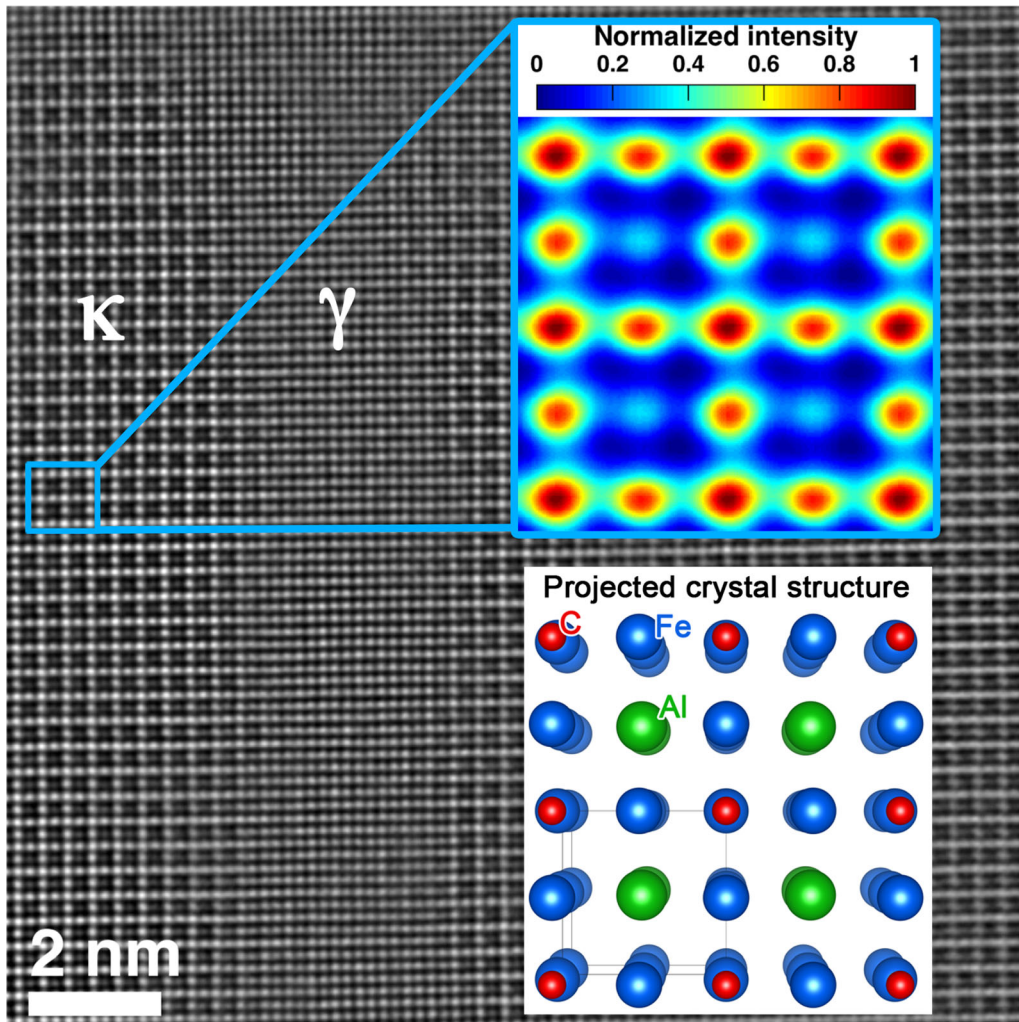 Normalized intensity
0 0.2 0.4 0.6 0.8 1
κ
γ
Projected crystal structure
C Fe
Al
2 nm